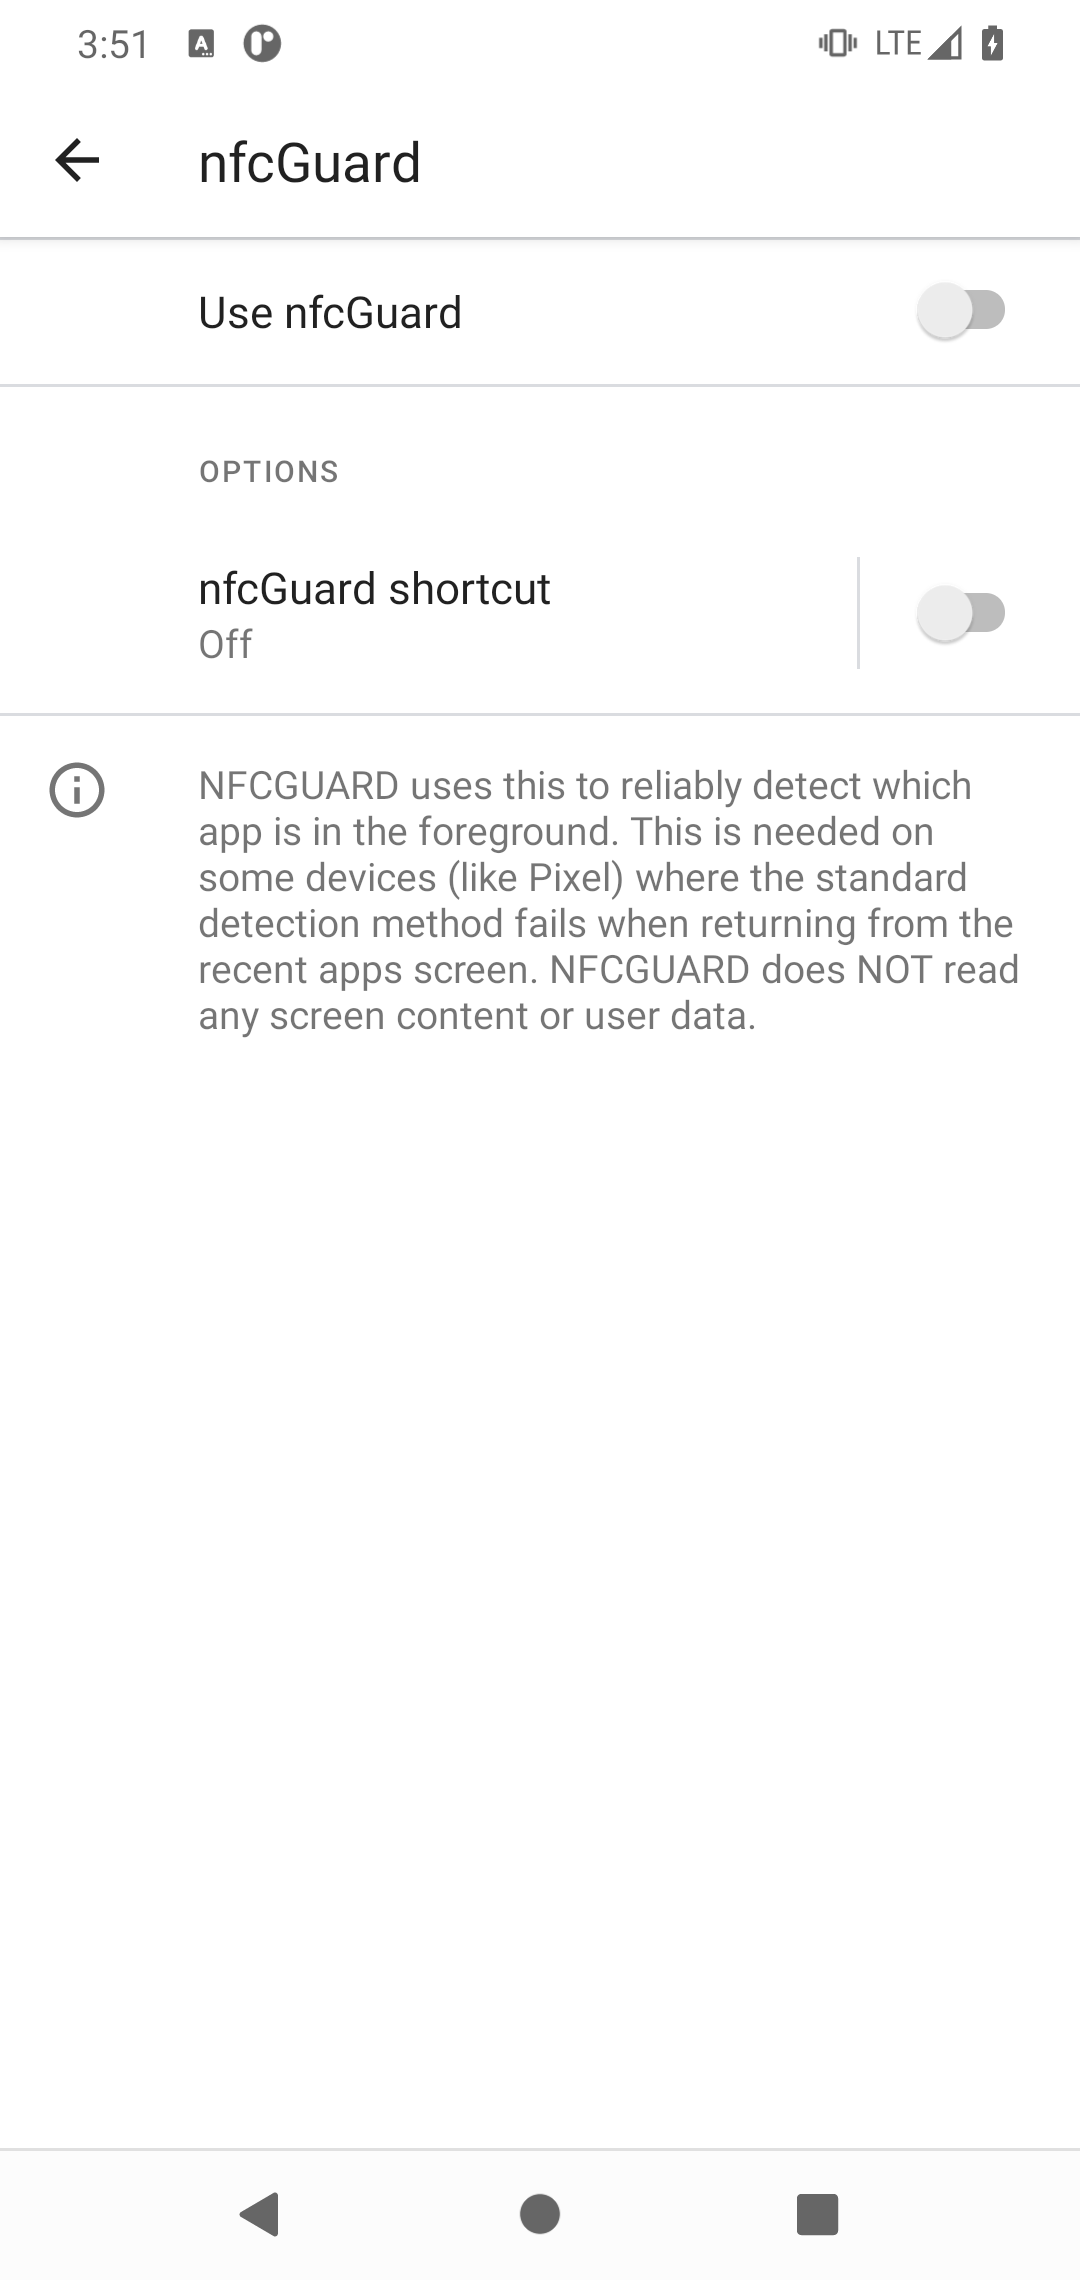 3:51
LTE
nfcGuard
Use nfcGuard
OPTIONS
nfcGuard shortcut
Off
NFCGUARD uses this to reliably detect which
app is in the foreground. This is needed on
some devices (like Pixel) where the standard
detection method fails when returning from the
recent apps screen. NFCGUARD does NOT read
any screen content or user data.